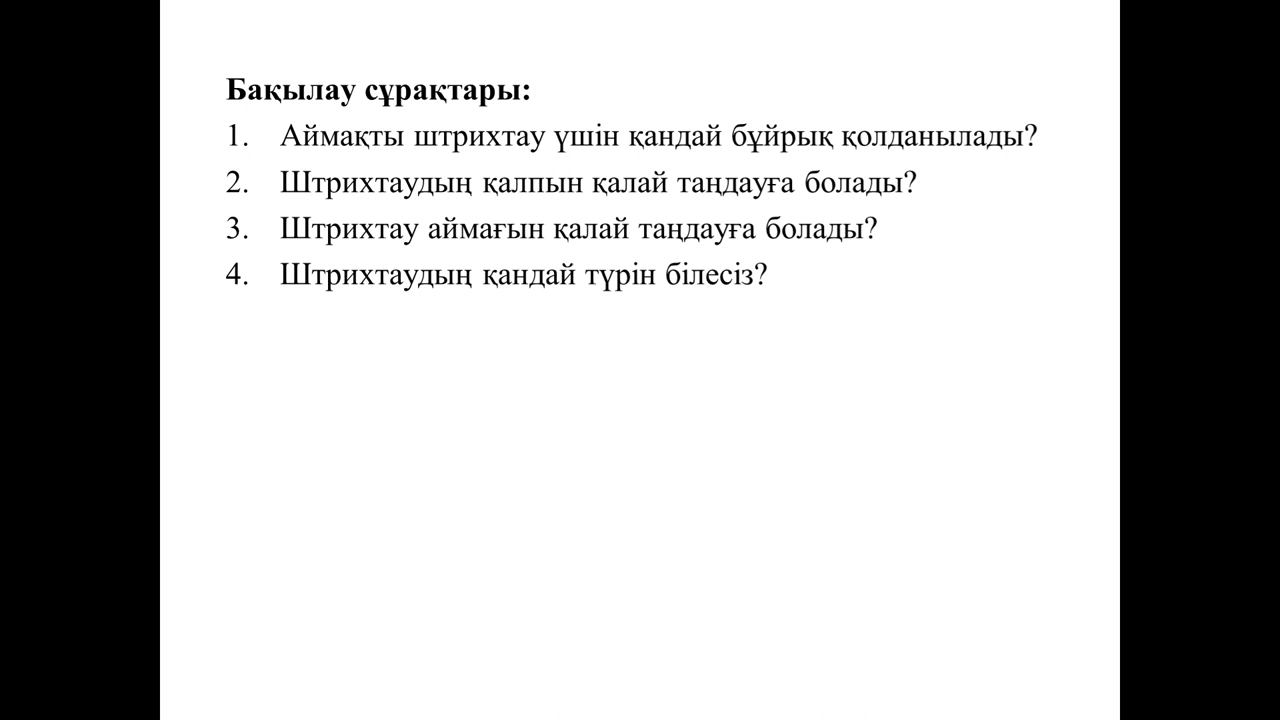 Бақылау сұрақтары:
1. Аймақты штрихтау үшін қандай бұйрық қолданылады?
2. Штрихтаудың қалпын қалай таңдауға болады?
3. Штрихтау аймағын қалай таңдауға болады?
4. Штрихтаудың қандай түрін білесіз?